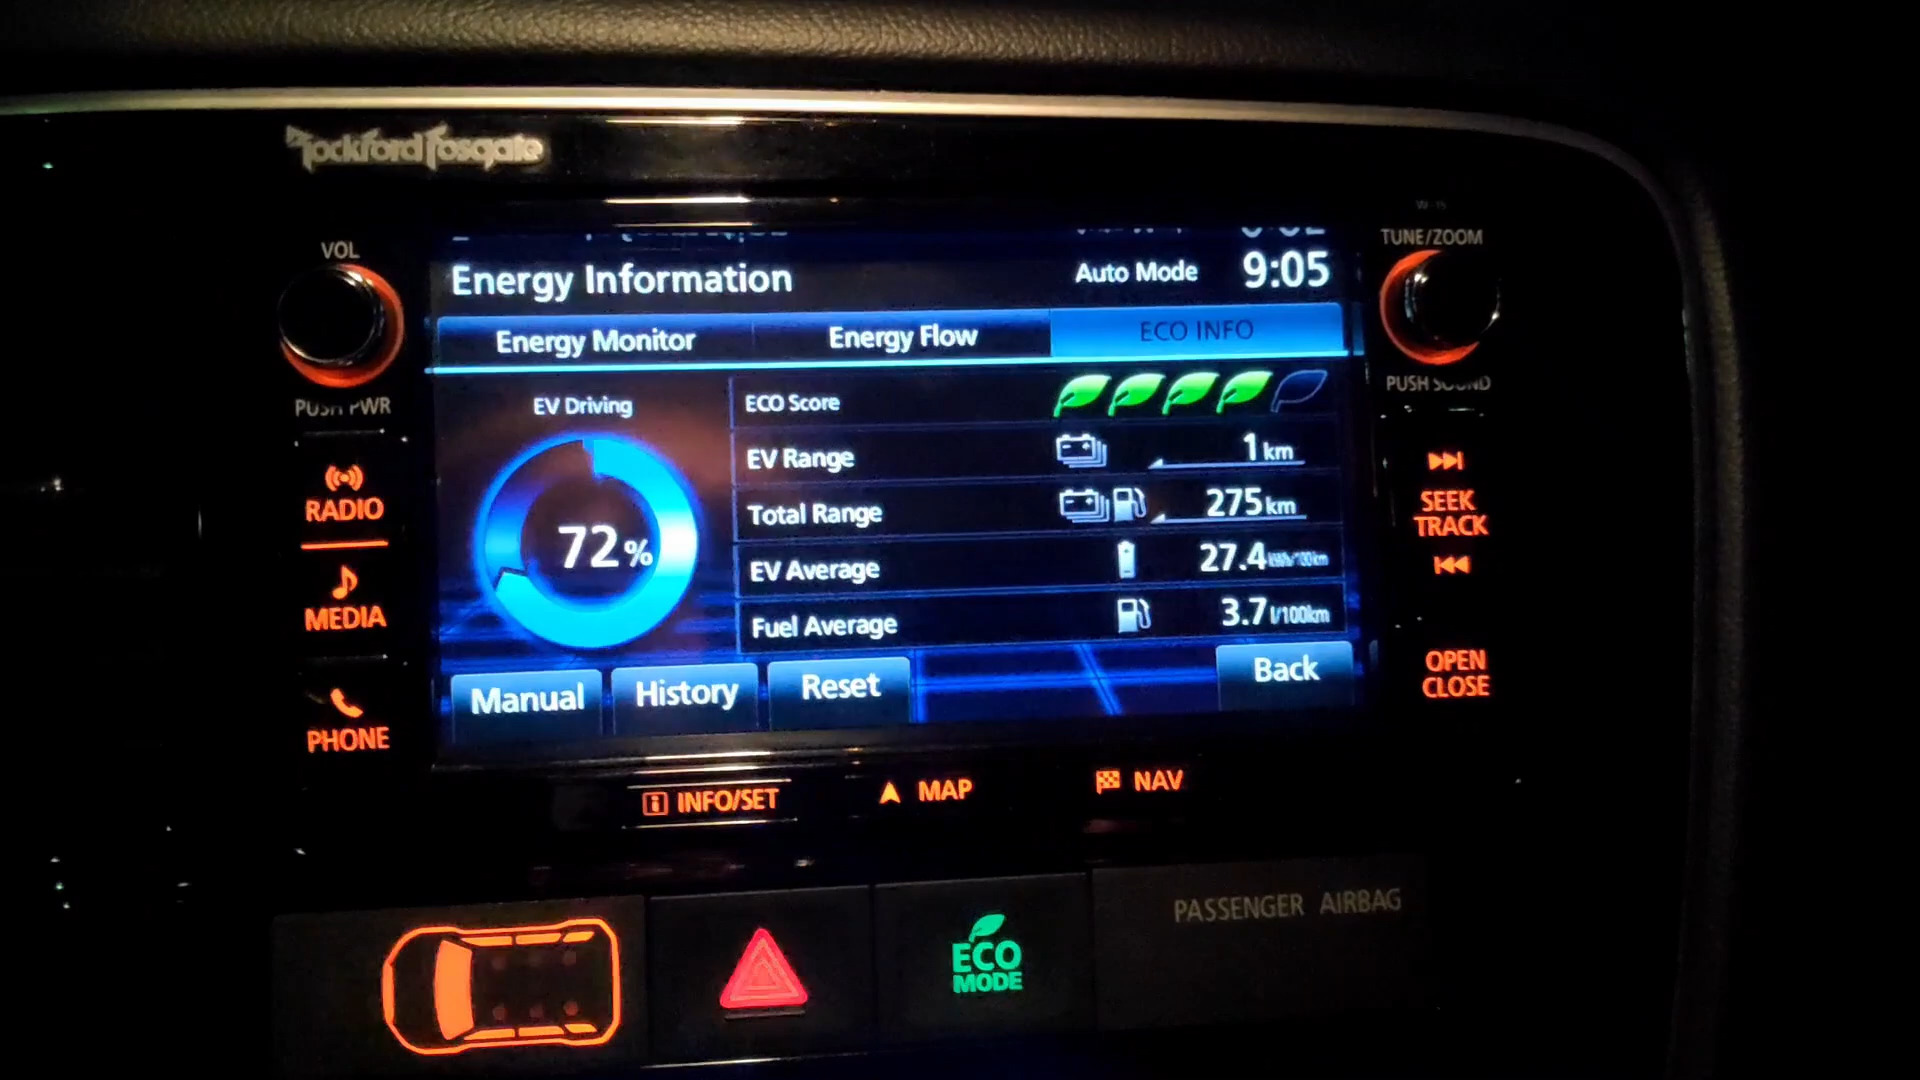 Rockford Fosgate
VOL
TUNE/ZOOM
Energy Information
Auto Mode
9:05
Energy Monitor
Energy Flow
ECO INFO
PUSH PWR
PUSH SOUND
EV Driving
72%
ECO Score
EV Range
1 km
Total Range
275 km
EV Average
27.4 kWh/100km
Fuel Average
3.7 l/100km
Manual
History
Reset
Back
RADIO
MEDIA
PHONE
SEEK
TRACK
OPEN
CLOSE
INFO/SET
MAP
NAV
ECO
MODE
PASSENGER AIRBAG